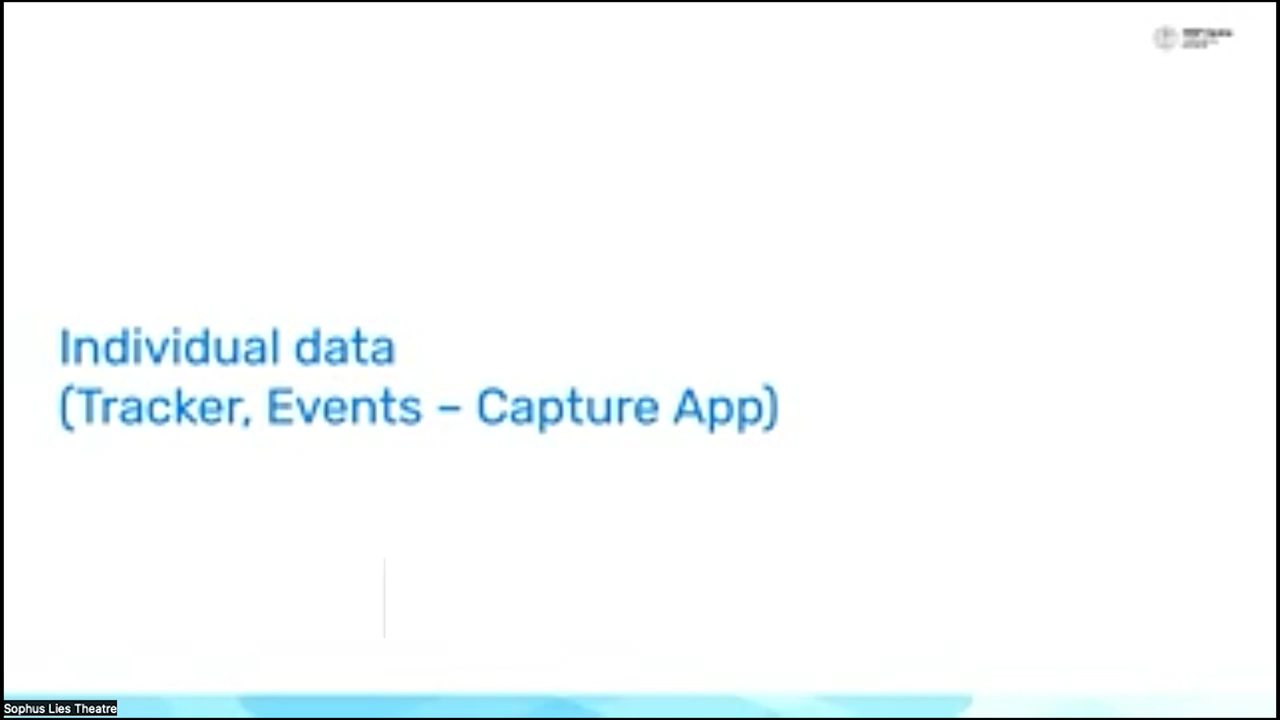 Individual data
(Tracker, Events – Capture App)
Sophus Lies Theatre